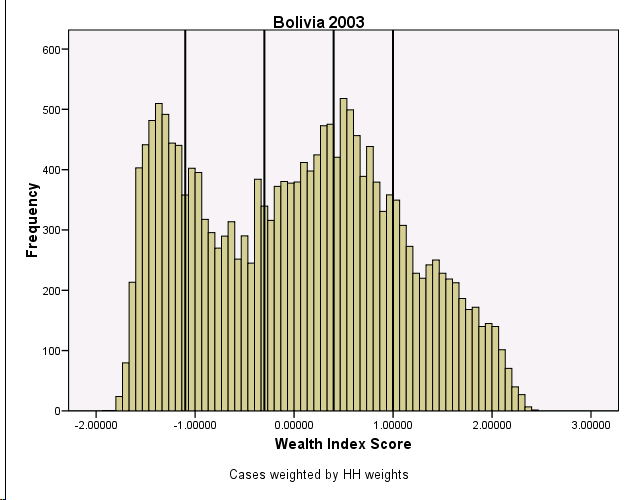 Bolivia 2003
600
500
400
300
200
100
0
Frequency
-2.00000 -1.00000 0.00000 1.00000 2.00000 3.00000
Wealth Index Score
Cases weighted by HH weights